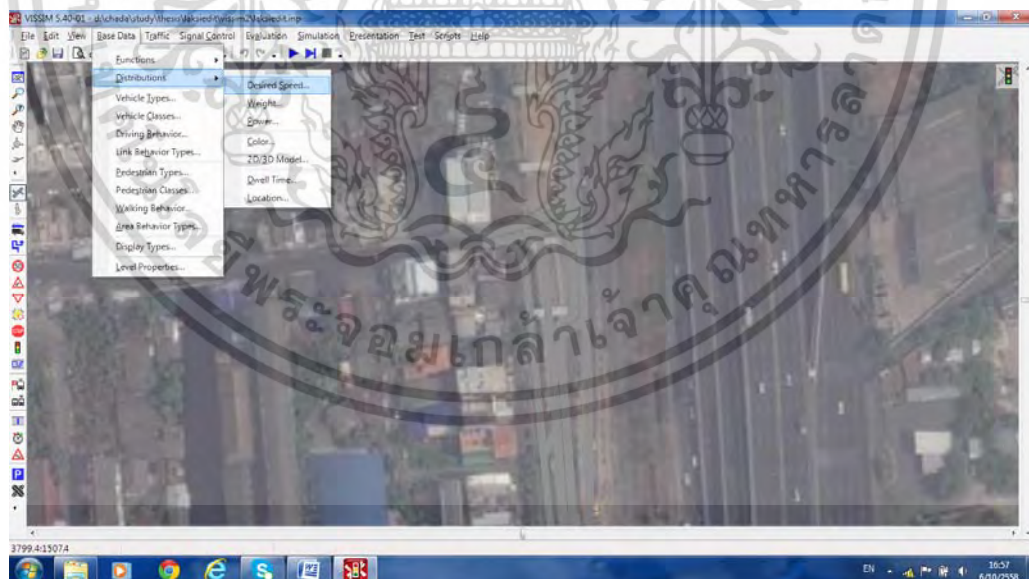 VISSIM 5.40-01 - d:\chada\study\thesis\laksiedit\vissim2\laksiedit.inp
File Edit View Base Data Traffic Signal Control Evaluation Simulation Presentation Test Scripts Help
Functions
Distributions
Vehicle Types...
Vehicle Classes...
Driving Behavior...
Link Behavior Types...
Pedestrian Types...
Pedestrian Classes...
Walking Behavior...
Area Behavior Types...
Display Types...
Level Properties...
Desired Speed...
Weight...
Power...
Color...
2D/3D Model...
Dwell Time...
Location...
พระจอมเกล้าเจ้าคุณทหารลา
3799.4:1507.4
EN
16:57
6/10/2558